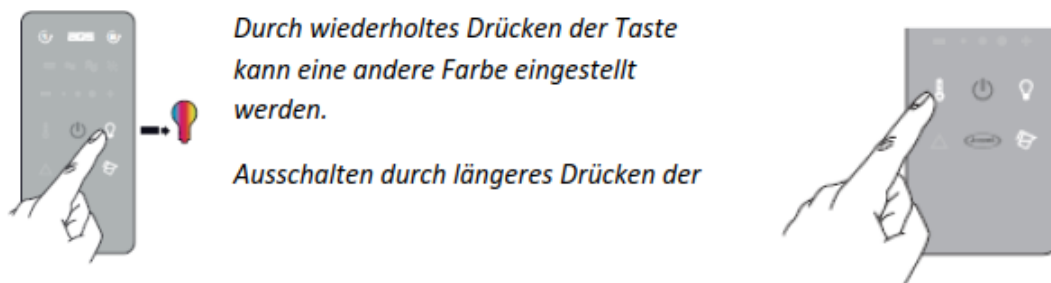 Durch wiederholtes Drücken der Taste
kann eine andere Farbe eingestellt
werden.
Ausschalten durch längeres Drücken der